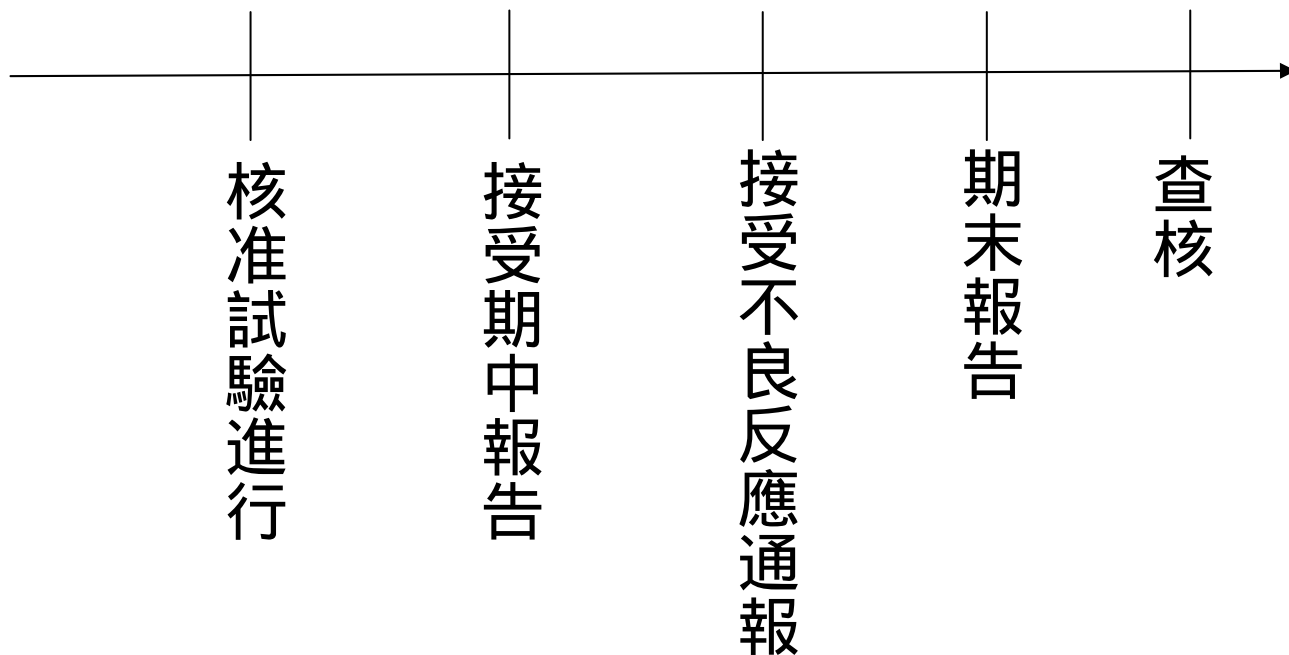 核准試驗進行
接受期中報告
接受不良反應通報
期末報告
查核